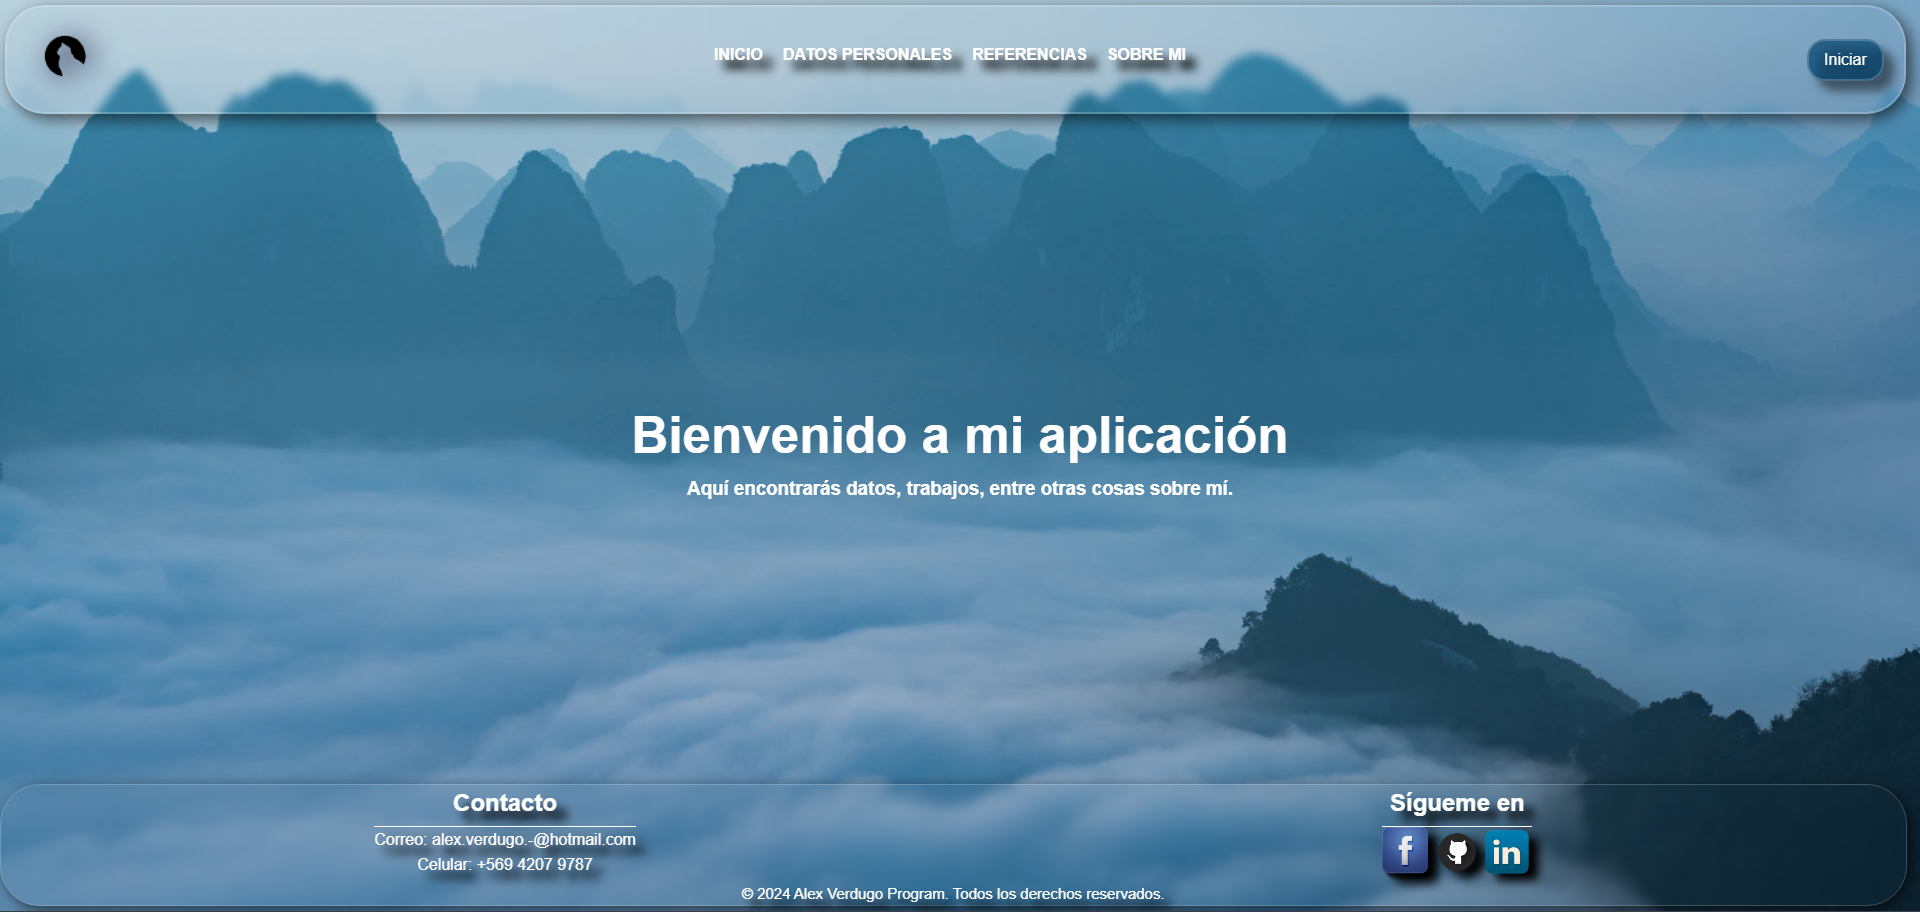 INICIO DATOS PERSONALES REFERENCIAS SOBRE MI
Iniciar
Bienvenido a mi aplicación
Aquí encontrarás datos, trabajos, entre otras cosas sobre mí.
Contacto
Correo: alex.verdugo.-@hotmail.com
Celular: +569 4207 9787
Sígueme en
f
in
© 2024 Alex Verdugo Program. Todos los derechos reservados.